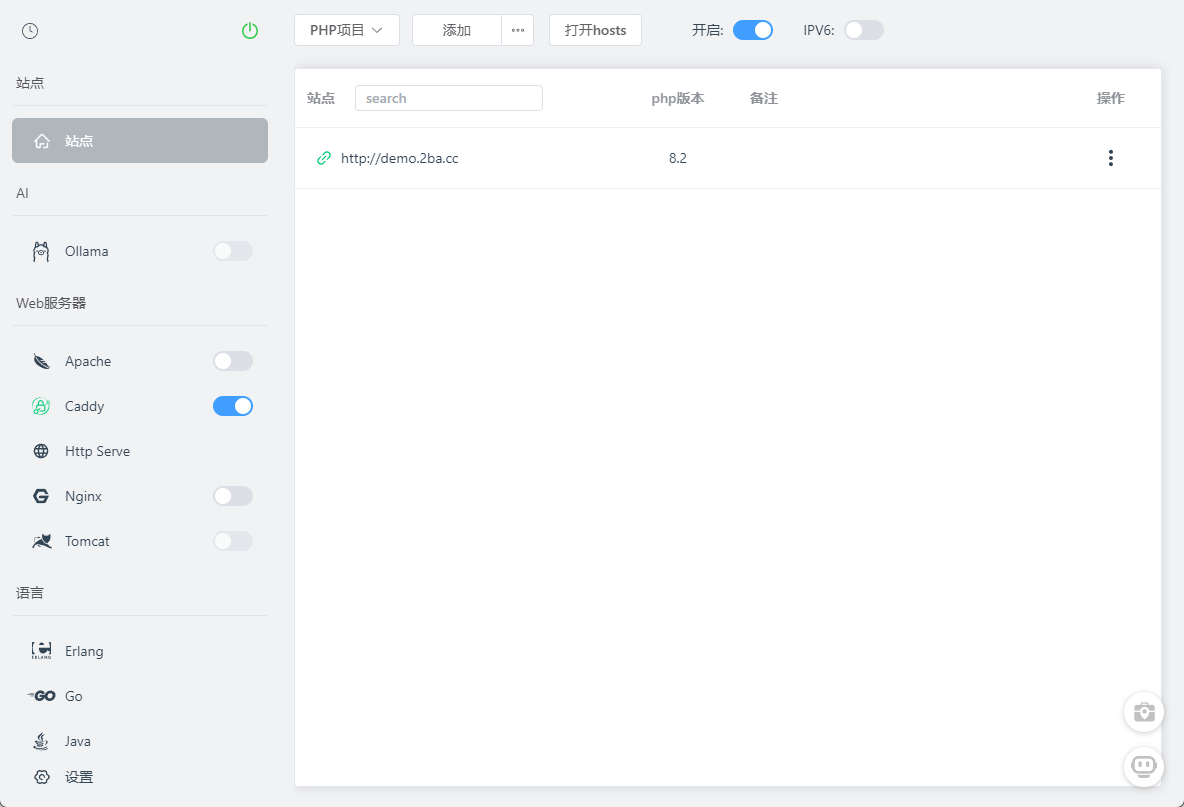 站点
站点
AI
Ollama
Web服务器
Apache
Caddy
Http Serve
Nginx
Tomcat
语言
ERLANG Erlang
GO Go
Java
设置
PHP项目 添加 打开hosts 开启: IPV6:
站点 search php版本 备注 操作
http://demo.2ba.cc 8.2